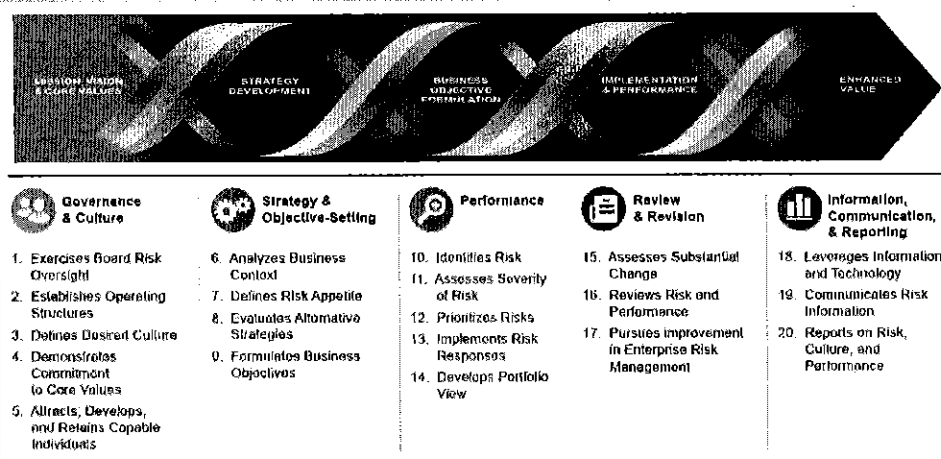 MISSION, VISION
& CORE VALUES
STRATEGY
DEVELOPMENT
BUSINESS
OBJECTIVE
FORMULATION
IMPLEMENTATION
& PERFORMANCE
ENHANCED
VALUE
Governance
& Culture
1. Exercises Board Risk
Oversight
2. Establishes Operating
Structures
3. Defines Desired Culture
4. Demonstrates
Commitment
to Core Values
5. Attracts, Develops,
and Retains Capable
Individuals
Strategy &
Objective-Setting
6. Analyzes Business
Context
7. Defines Risk Appetite
8. Evaluates Alternative
Strategies
9. Formulates Business
Objectives
Performance
10. Identifies Risk
11. Assesses Severity
of Risk
12. Prioritizes Risks
13. Implements Risk
Responses
14. Develops Portfolio
View
Review
& Revision
15. Assesses Substantial
Change
16. Reviews Risk and
Performance
17. Pursues improvement
in Enterprise Risk
Management
Information,
Communication,
& Reporting
18. Leverages Information
and Technology
19. Communicates Risk
Information
20. Reports on Risk,
Culture, and
Performance